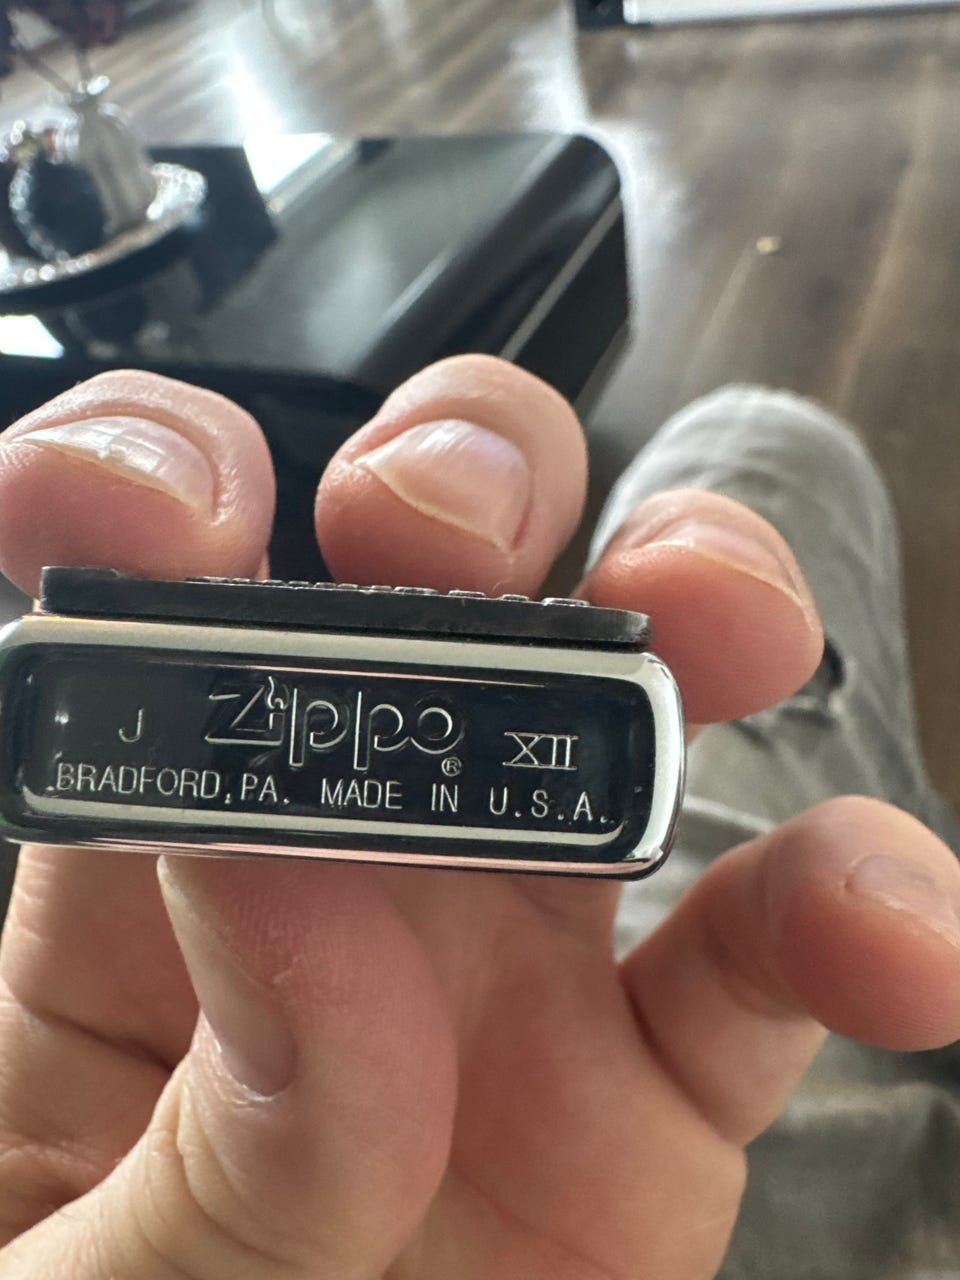 J Zippo® XII
BRADFORD, PA. MADE IN U.S.A.